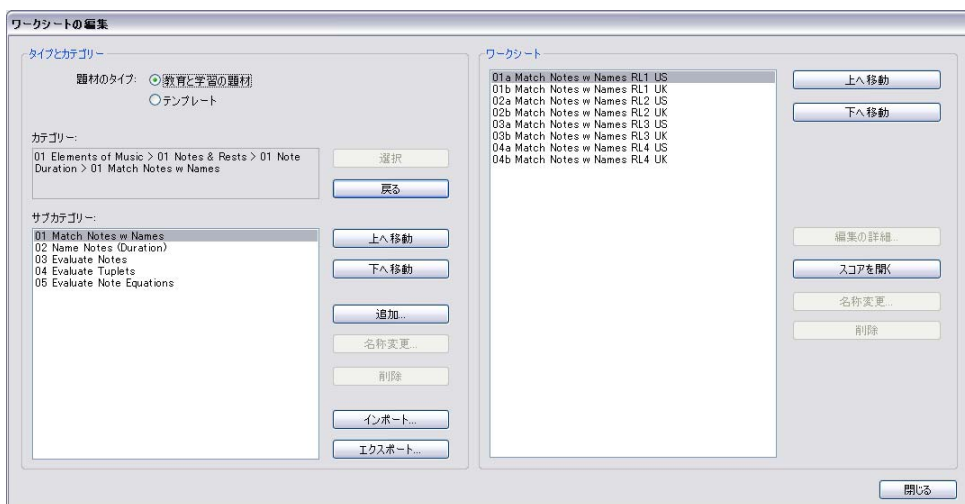 ワークシートの編集
タイプとカテゴリー
題材のタイプ:
教育と学習の題材
テンプレート
カテゴリー:
01 Elements of Music > 01 Notes & Rests > 01 Note
Duration > 01 Match Notes w Names
選択
戻る
サブカテゴリー:
01 Match Notes w Names
02 Name Notes (Duration)
03 Evaluate Notes
04 Evaluate Tuplets
05 Evaluate Note Equations
上へ移動
下へ移動
追加...
名称変更...
削除
インポート...
エクスポート...
ワークシート
01a Match Notes w Names RL1 US
01b Match Notes w Names RL1 UK
02a Match Notes w Names RL2 US
02b Match Notes w Names RL2 UK
03a Match Notes w Names RL3 US
03b Match Notes w Names RL3 UK
04a Match Notes w Names RL4 US
04b Match Notes w Names RL4 UK
上へ移動
下へ移動
編集の詳細...
スコアを開く
名称変更...
削除
閉じる